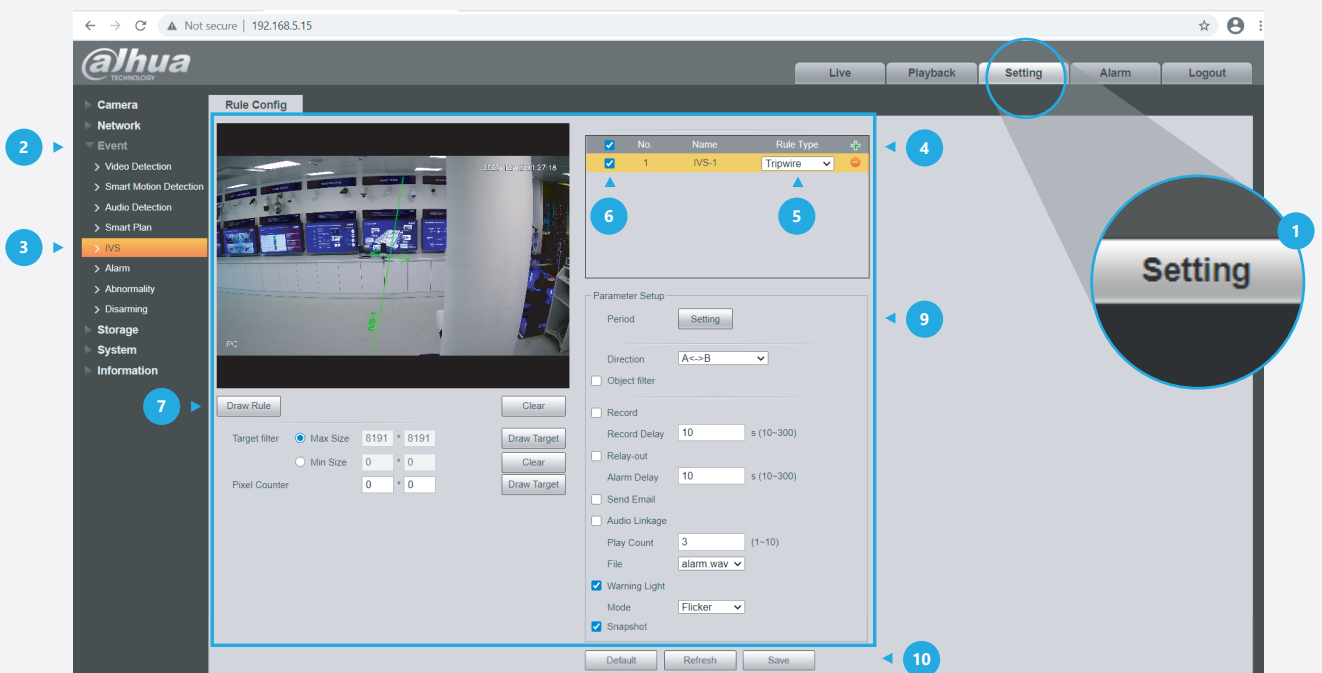 Not secure | 192.168.5.15
alhua
TECHNOLOGY
Live Playback Setting Alarm Logout
Camera
Network
2 Event
Video Detection
Smart Motion Detection
Audio Detection
Smart Plan
3 IVS
Alarm
Abnormality
Disarming
Storage
System
Information
Rule Config
IVS-1
IPC
No. Name Rule Type 4
1 IVS-1 Tripwire
6 5
1
Setting
7 Draw Rule Clear
Target filter Max Size 8191 * 8191 Draw Target
Min Size 0 * 0 Clear
Pixel Counter 0 * 0 Draw Target
Parameter Setup
Period Setting 9
Direction A<->B
Object filter
Record
Record Delay 10 s (10~300)
Relay-out
Alarm Delay 10 s (10~300)
Send Email
Audio Linkage
Play Count 3 (1~10)
File alarm.wav
Warning Light
Mode Flicker
Snapshot
Default Refresh Save 10